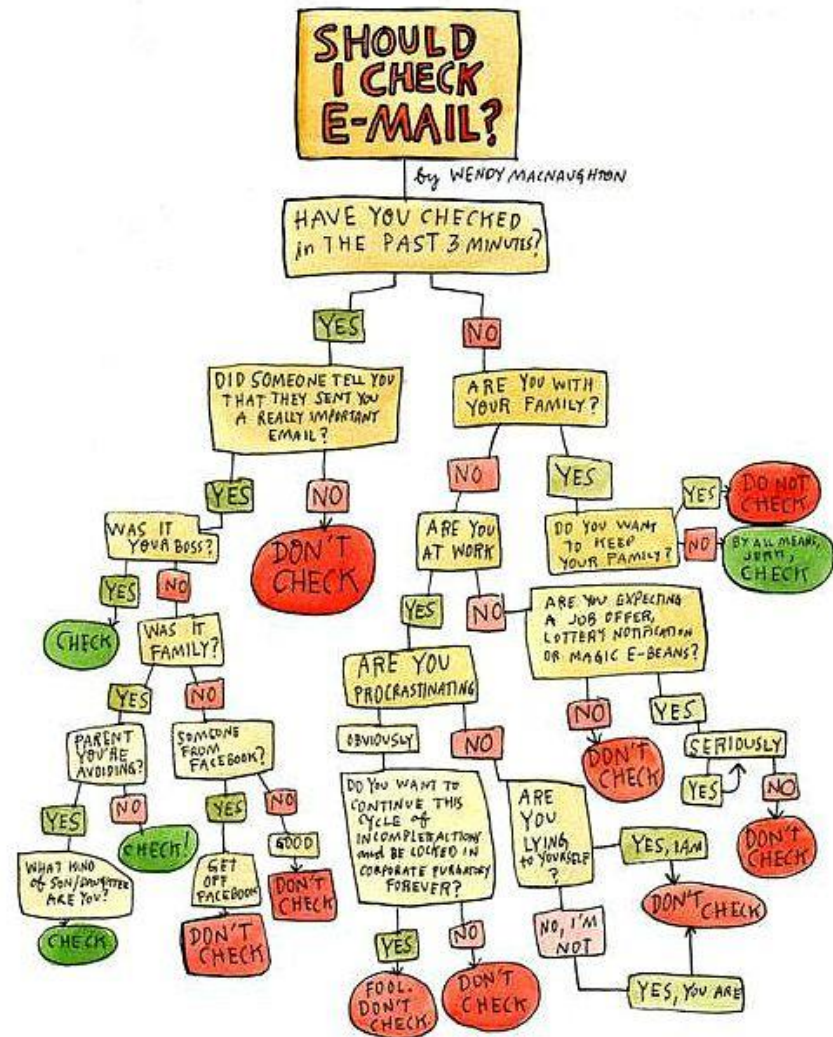 SHOULD
I CHECK
E-MAIL?
by WENDY MACNAUGHTON
HAVE YOU CHECKED
in THE PAST 3 MINUTES?
YES
NO
DID SOMEONE TELL YOU
THAT THEY SENT YOU
A REALLY IMPORTANT
EMAIL?
ARE YOU WITH
YOUR FAMILY?
YES
NO
NO
YES
DON'T
CHECK
WAS IT
YOUR BOSS?
ARE YOU
AT WORK
DO YOU WANT
TO KEEP
YOUR FAMILY?
YES
DO NOT
CHECK
NO
BY ALL MEANS,
CHECK
YES
NO
CHECK
WAS IT
FAMILY?
YES
NO
ARE YOU EXPECTING
A JOB OFFER,
LOTTERY NOTIFICATION
OR MAGIC E-BEANS?
YES
NO
ARE YOU
PROCRASTINATING
NO
YES
PARENT
YOU'RE
AVOIDING?
SOMEONE
FROM
FACEBOOK?
OBVIOUSLY
NO
DON'T
CHECK
SERIOUSLY
YES
NO
DON'T
CHECK
YES
NO
CHECK!
YES
NO
GOOD
DON'T
CHECK
DO YOU WANT TO
CONTINUE THIS
CYCLE of
INCOMPLETE ACTIONS
and BE LOCKED IN
CORPORATE PURGATORY
FOREVER?
ARE
YOU
LYING
to YOURSELF
?
YES, I AM
DON'T CHECK
WHAT KIND
of SON/DAUGHTER
ARE YOU?
CHECK
GET
OFF
FACEBOOK
DON'T
CHECK
YES
NO
FOOL.
DON'T
CHECK.
DON'T
CHECK
NO, I'M
NOT
YES, YOU ARE